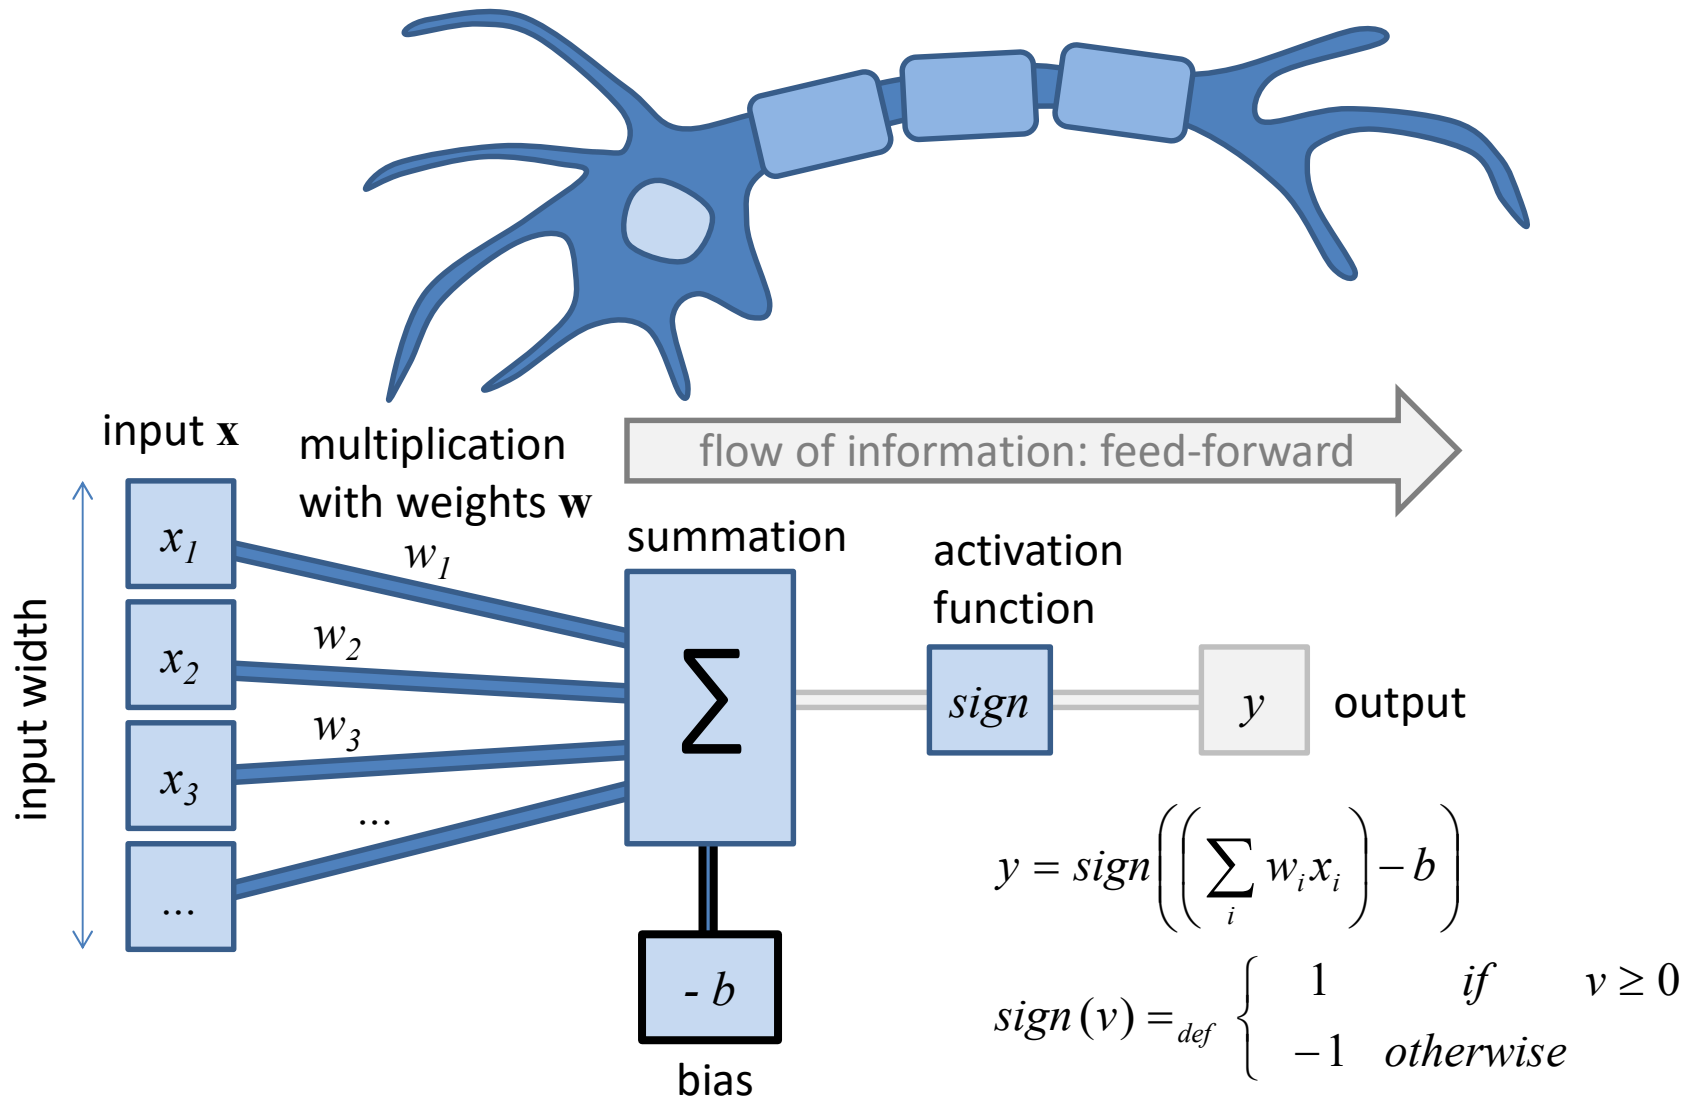 input x
multiplication
with weights w
flow of information: feed-forward
input width
x₁
x₂
x₃
...
w₁
w₂
w₃
...
summation
∑
- b
bias
activation
function
sign
y
output
y = sign((∑ᵢ wᵢxᵢ) − b)
sign(v) =def { 1 if v ≥ 0
−1 otherwise